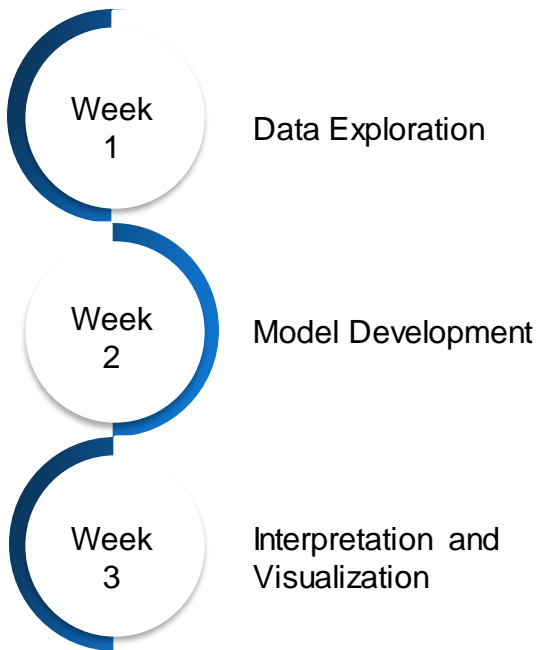 Week
1
Data Exploration
Week
2
Model Development
Week
3
Interpretation and
Visualization